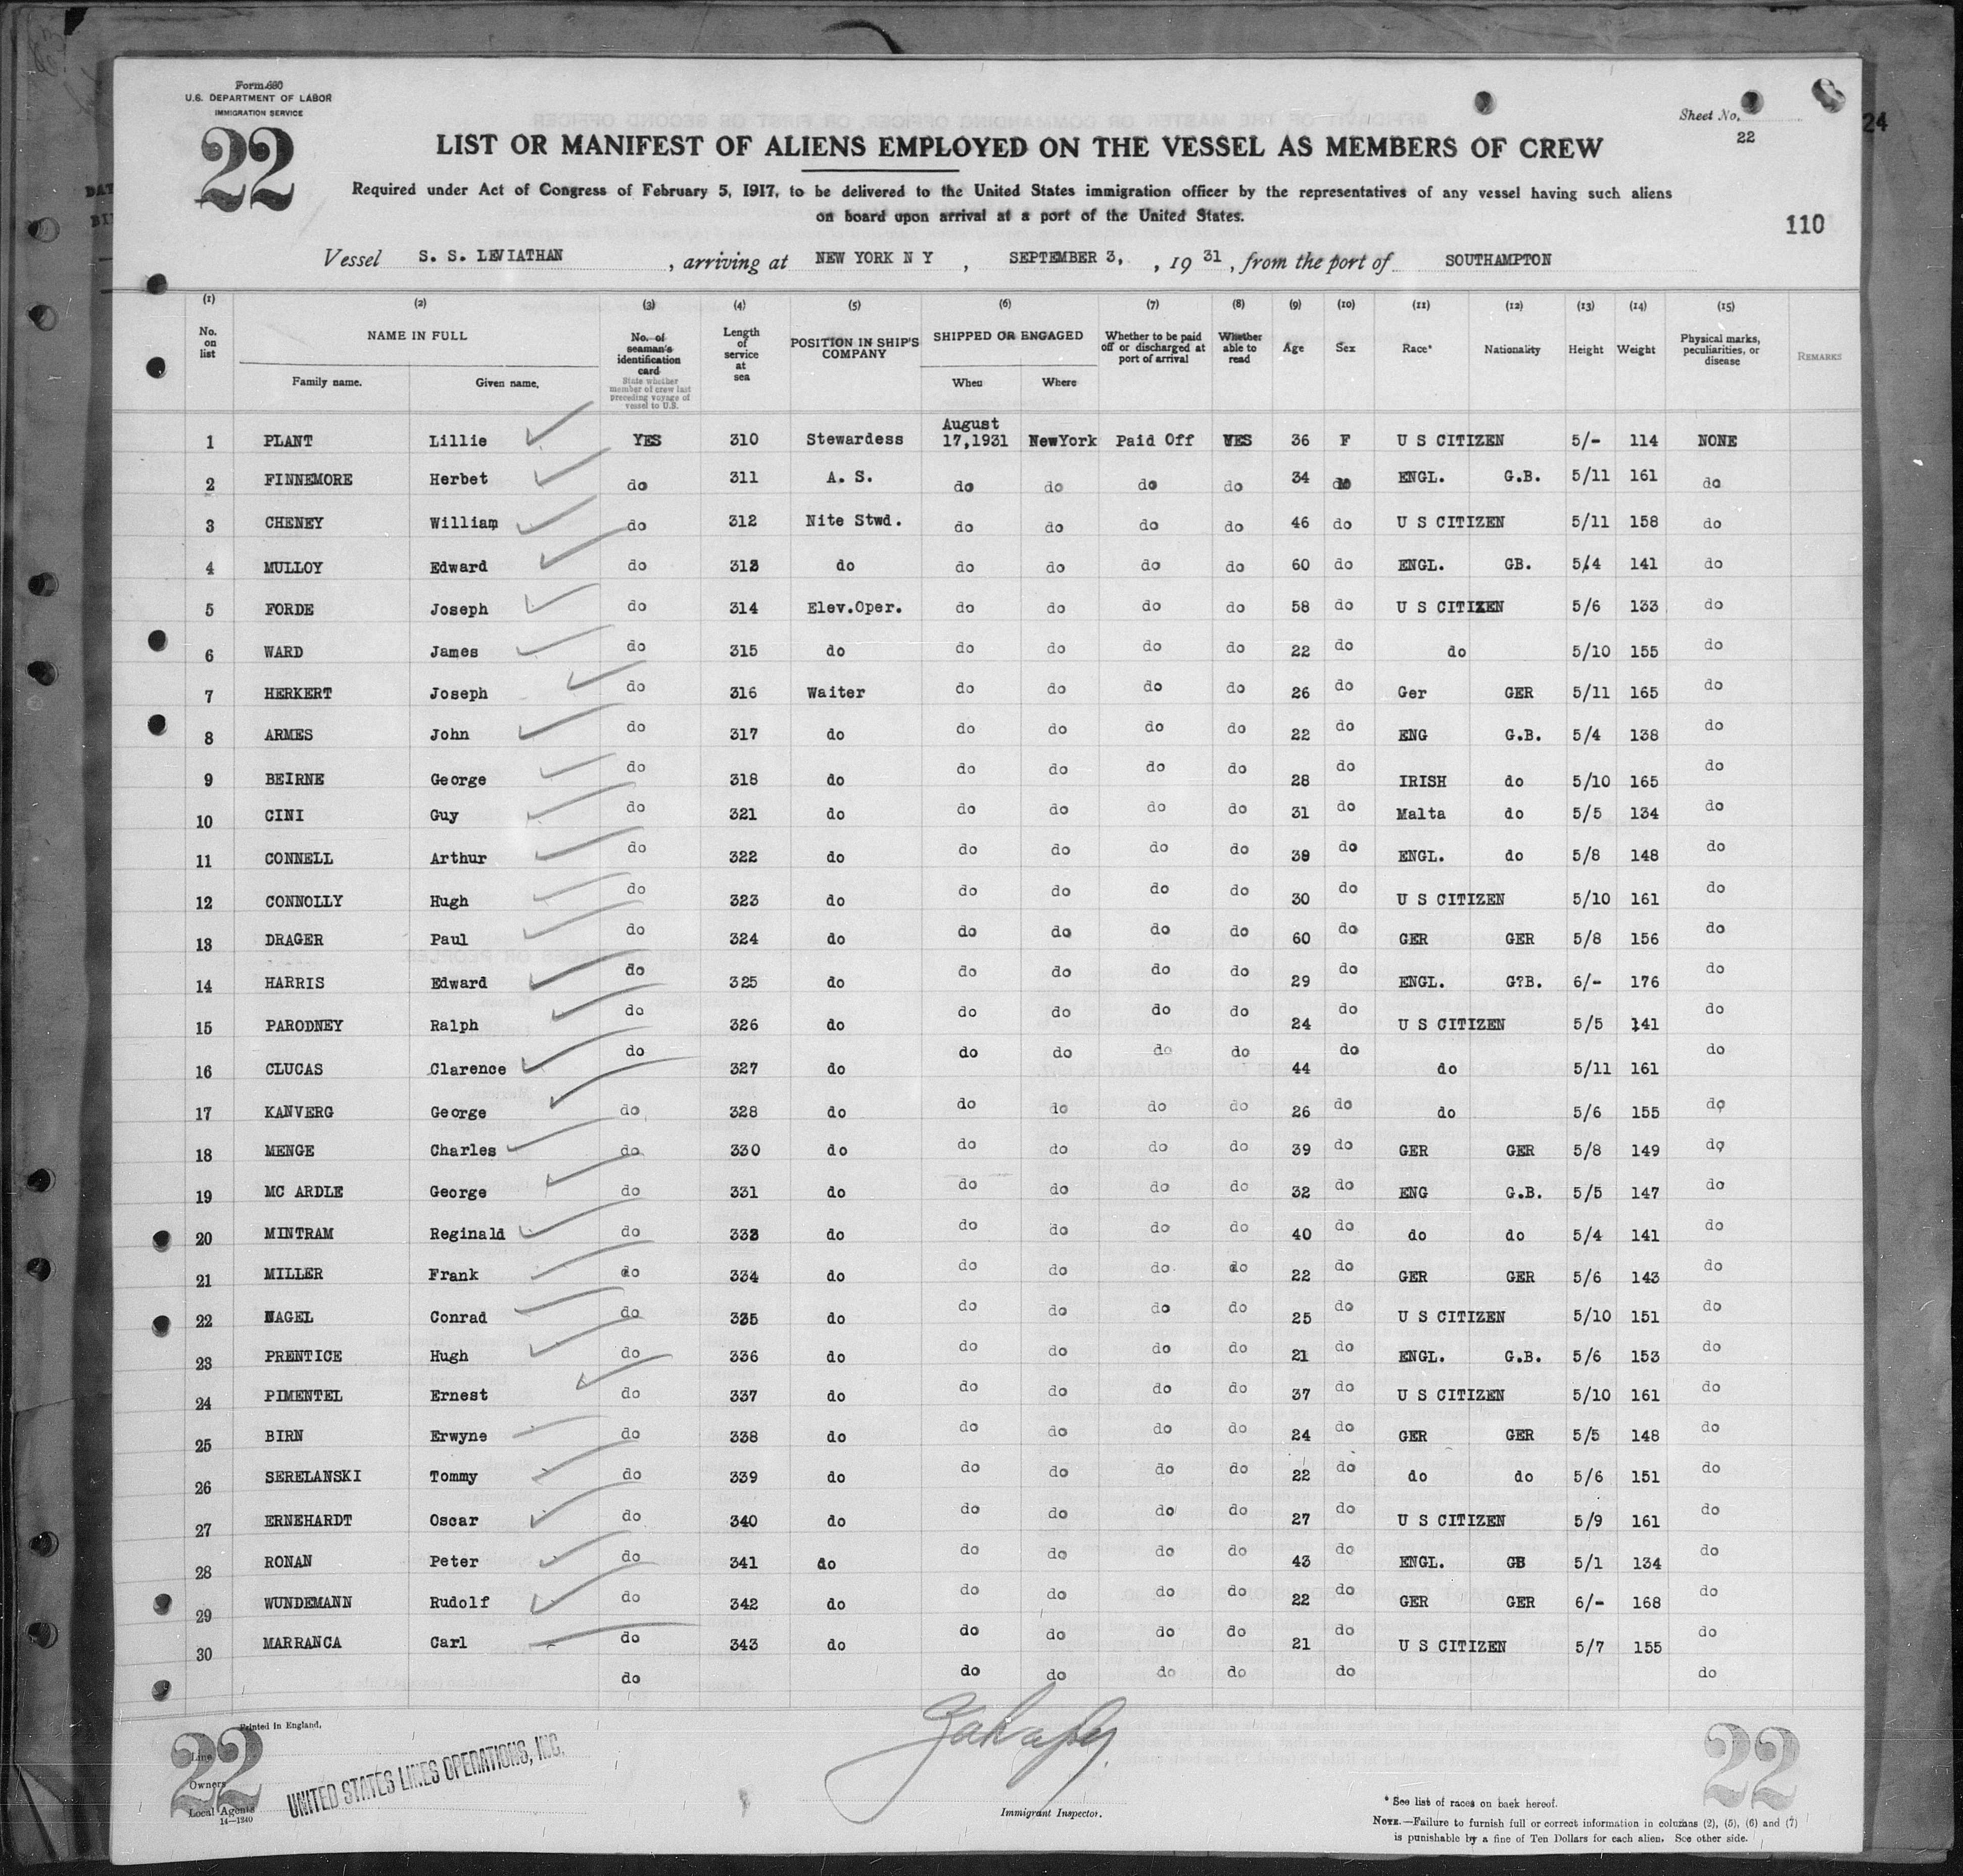 Form 680
U.S. DEPARTMENT OF LABOR
IMMIGRATION SERVICE
22
Sheet No.
22
24
LIST OR MANIFEST OF ALIENS EMPLOYED ON THE VESSEL AS MEMBERS OF CREW
Required under Act of Congress of February 5, 1917, to be delivered to the United States immigration officer by the representatives of any vessel having such aliens
on board upon arrival at a port of the United States.
110
Vessel S. S. LEVIATHAN, arriving at NEW YORK N Y, SEPTEMBER 3, , 1931, from the port of SOUTHAMPTON
(1) (2) (3) (4) (5) (6) (7) (8) (9) (10) (11) (12) (13) (14) (15)
No. on list NAME IN FULL Family name. Given name. No. of seaman's identification card State whether member of crew last preceding voyage of vessel to U.S. Length of service at sea POSITION IN SHIP'S COMPANY SHIPPED OR ENGAGED When Where Whether to be paid off or discharged at port of arrival Whether able to read Age Sex Race* Nationality Height Weight Physical marks, peculiarities, or disease REMARKS
1 PLANT Lillie YES 310 Stewardess August 17,1931 NewYork Paid Off YES 36 F U S CITIZEN 5/- 114 NONE
2 FINNEMORE Herbet do 311 A. S. do do do do 34 do ENGL. G.B. 5/11 161 do
3 CHENEY William do 312 Nite Stwd. do do do do 46 do U S CITIZEN 5/11 158 do
4 MULLOY Edward do 313 do do do do do 60 do ENGL. GB. 5/4 141 do
5 FORDE Joseph do 314 Elev.Oper. do do do do 58 do U S CITIZEN 5/6 133 do
6 WARD James do 315 do do do do do 22 do do 5/10 155 do
7 HERKERT Joseph do 316 Waiter do do do do 26 do Ger GER 5/11 165 do
8 ARMES John do 317 do do do do do 22 do ENG G.B. 5/4 138 do
9 BEIRNE George do 318 do do do do do 28 do IRISH do 5/10 165 do
10 CINI Guy do 321 do do do do do 31 do Malta do 5/5 134 do
11 CONNELL Arthur do 322 do do do do do 39 do ENGL. do 5/8 148 do
12 CONNOLLY Hugh do 323 do do do do do 30 do U S CITIZEN 5/10 161 do
13 DRAGER Paul do 324 do do do do do 60 do GER GER 5/8 156 do
14 HARRIS Edward do 325 do do do do do 29 do ENGL. G?B. 6/- 176 do
15 PARODNEY Ralph do 326 do do do do do 24 do U S CITIZEN 5/5 141 do
16 CLUCAS Clarence do 327 do do do do do 44 do do 5/11 161 do
17 KANVERG George do 328 do do do do do 26 do do 5/6 155 do
18 MENGE Charles do 330 do do do do do 39 do GER GER 5/8 149 do
19 MC ARDLE George do 331 do do do do do 32 do ENG G.B. 5/5 147 do
20 MINTRAM Reginald do 333 do do do do do 40 do do do 5/4 141 do
21 MILLER Frank do 334 do do do do do 22 do GER GER 5/6 143 do
22 NAGEL Conrad do 335 do do do do do 25 do U S CITIZEN 5/10 151 do
23 PRENTICE Hugh do 336 do do do do do 21 do ENGL. G.B. 5/6 153 do
24 PIMENTEL Ernest do 337 do do do do do 37 do U S CITIZEN 5/10 161 do
25 BIRN Erwyne do 338 do do do do do 24 do GER GER 5/5 148 do
26 SERELANSKI Tommy do 339 do do do do do 22 do do do 5/6 151 do
27 ERNEHARDT Oscar do 340 do do do do do 27 do U S CITIZEN 5/9 161 do
28 RONAN Peter do 341 do do do do do 43 do ENGL. GB 5/1 134 do
29 WUNDEMANN Rudolf do 342 do do do do do 22 do GER GER 6/- 168 do
30 MARRANCA Carl do 343 do do do do do 21 do U S CITIZEN 5/7 155 do
do do do do do do do
Printed in England.
22
Line
Owners
Local Agents
14—1240
UNITED STATES LINES OPERATIONS, INC.
Immigrant Inspector.
22
* See list of races on back hereof.
NOTE.—Failure to furnish full or correct information in columns (2), (5), (6) and (7)
is punishable by a fine of Ten Dollars for each alien. See other side.